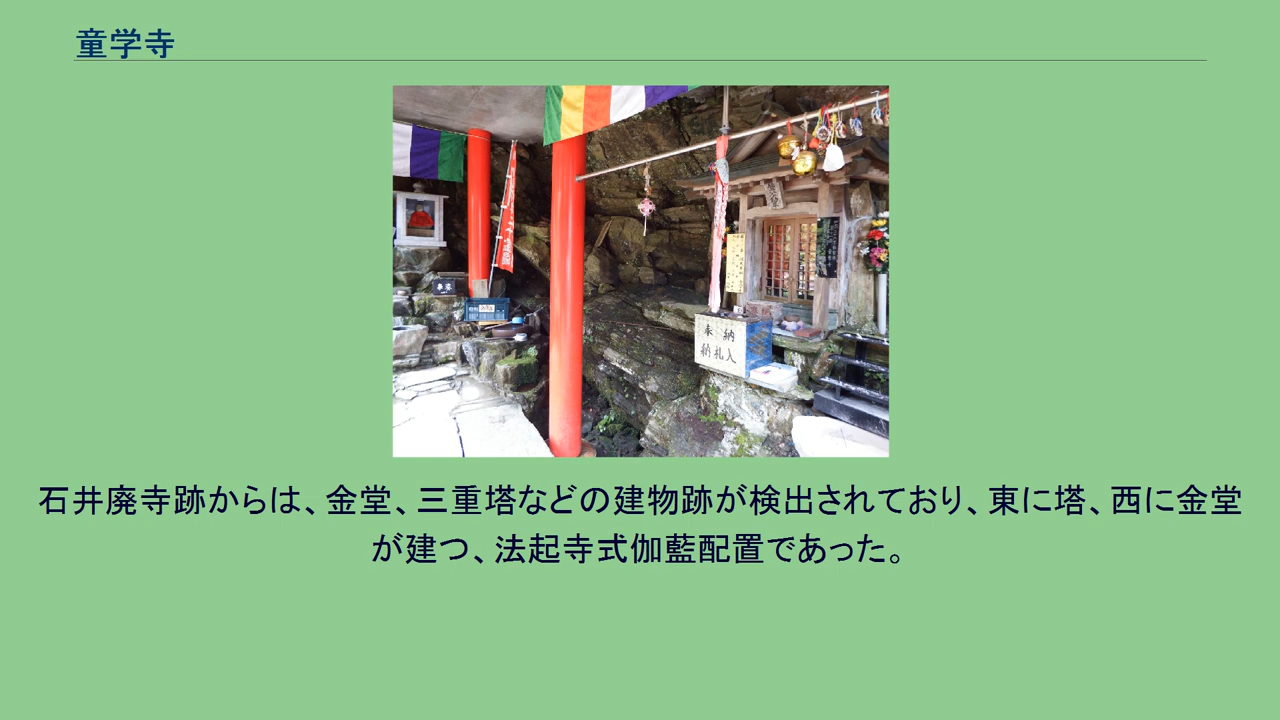 童学寺
奉 納
納札入
石井廃寺跡からは、金堂、三重塔などの建物跡が検出されており、東に塔、西に金堂
が建つ、法起寺式伽藍配置であった。